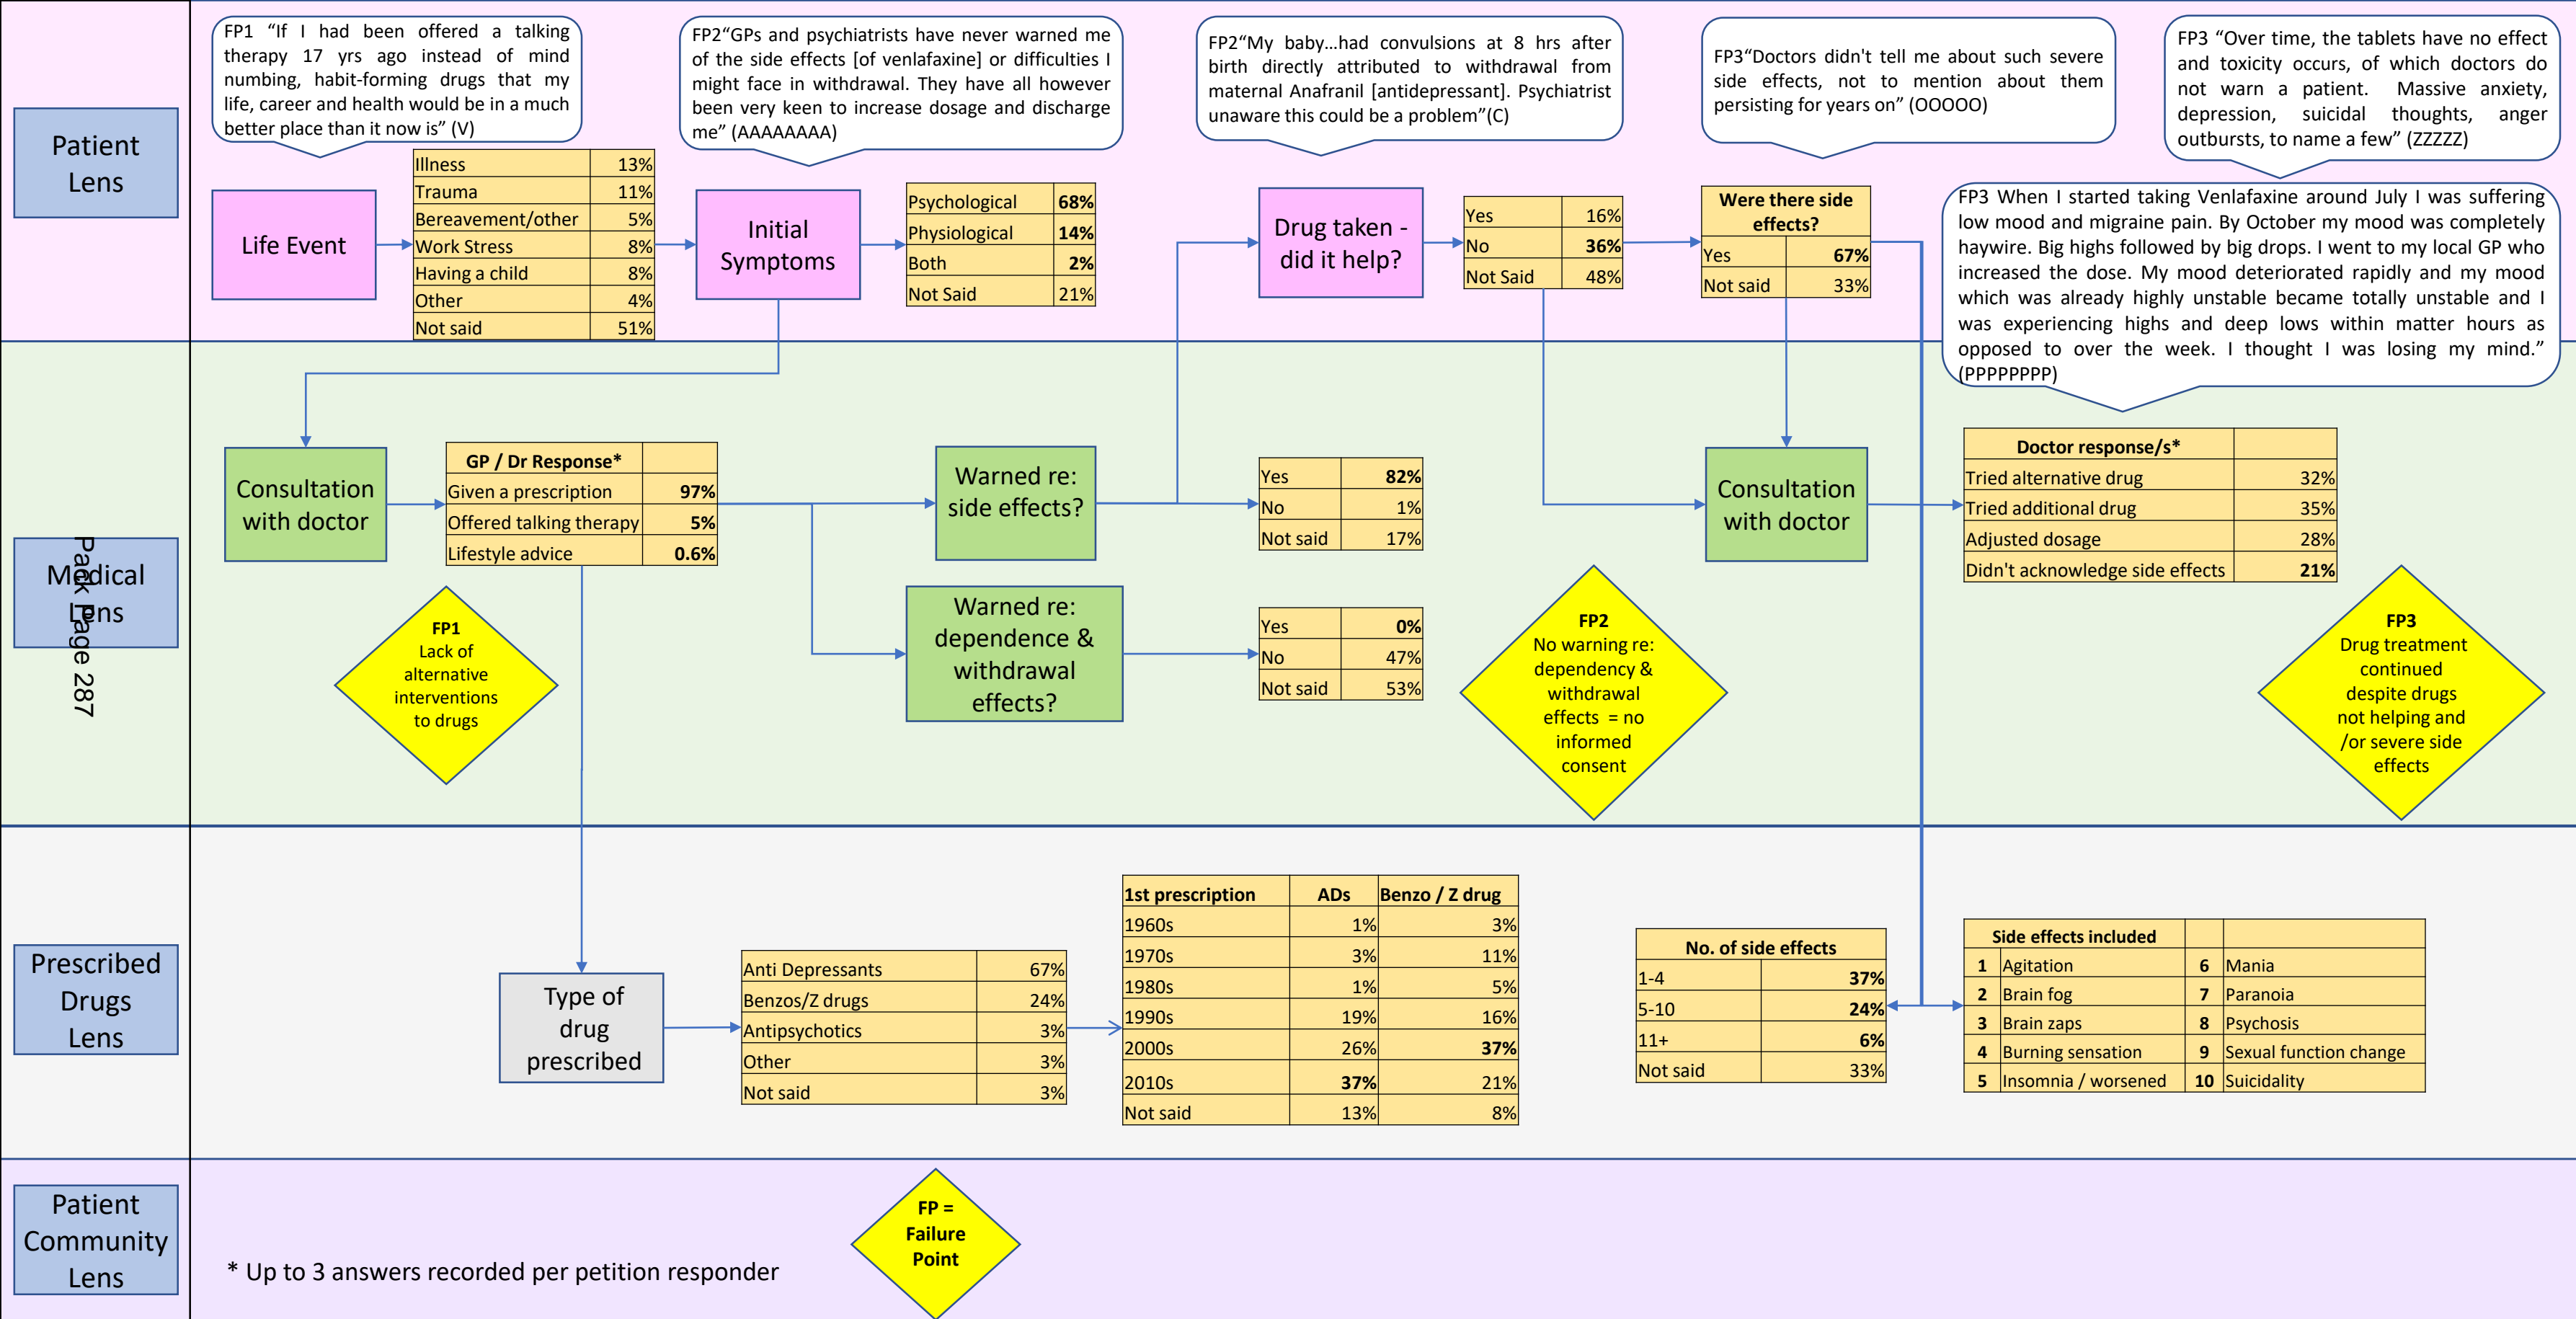 FP1 “If I had been offered a talking
therapy 17 yrs ago instead of mind
numbing, habit-forming drugs that my
life, career and health would be in a much
better place than it now is” (V)
FP2“GPs and psychiatrists have never warned me
of the side effects [of venlafaxine] or difficulties I
might face in withdrawal. They have all however
been very keen to increase dosage and discharge
me” (AAAAAAAA)
FP2“My baby...had convulsions at 8 hrs after
birth directly attributed to withdrawal from
maternal Anafranil [antidepressant]. Psychiatrist
unaware this could be a problem”(C)
FP3“Doctors didn't tell me about such severe
side effects, not to mention about them
persisting for years on” (OOOOO)
FP3 “Over time, the tablets have no effect
and toxicity occurs, of which doctors do
not warn a patient. Massive anxiety,
depression, suicidal thoughts, anger
outbursts, to name a few” (ZZZZZ)
Patient
Lens
Life Event
Illness 13%
Trauma 11%
Bereavement/other 5%
Work Stress 8%
Having a child 8%
Other 4%
Not said 51%
Initial
Symptoms
Psychological 68%
Physiological 14%
Both 2%
Not Said 21%
Drug taken -
did it help?
Yes 16%
No 36%
Not Said 48%
Were there side
effects?
Yes 67%
Not said 33%
FP3 When I started taking Venlafaxine around July I was suffering
low mood and migraine pain. By October my mood was completely
haywire. Big highs followed by big drops. I went to my local GP who
increased the dose. My mood deteriorated rapidly and my mood
which was already highly unstable became totally unstable and I
was experiencing highs and deep lows within matter hours as
opposed to over the week. I thought I was losing my mind.”
(PPPPPPPP)
Medical
Lens
Pack Page 287
Consultation
with doctor
GP / Dr Response*
Given a prescription 97%
Offered talking therapy 5%
Lifestyle advice 0.6%
Warned re:
side effects?
Yes 82%
No 1%
Not said 17%
Warned re:
dependence &
withdrawal
effects?
Yes 0%
No 47%
Not said 53%
Consultation
with doctor
Doctor response/s*
Tried alternative drug 32%
Tried additional drug 35%
Adjusted dosage 28%
Didn't acknowledge side effects 21%
FP1
Lack of
alternative
interventions
to drugs
FP2
No warning re:
dependency &
withdrawal
effects = no
informed
consent
FP3
Drug treatment
continued
despite drugs
not helping and
/or severe side
effects
Prescribed
Drugs
Lens
Type of
drug
prescribed
Anti Depressants 67%
Benzos/Z drugs 24%
Antipsychotics 3%
Other 3%
Not said 3%
1st prescription ADs Benzo / Z drug
1960s 1% 3%
1970s 3% 11%
1980s 1% 5%
1990s 19% 16%
2000s 26% 37%
2010s 37% 21%
Not said 13% 8%
No. of side effects
1-4 37%
5-10 24%
11+ 6%
Not said 33%
Side effects included
1 Agitation 6 Mania
2 Brain fog 7 Paranoia
3 Brain zaps 8 Psychosis
4 Burning sensation 9 Sexual function change
5 Insomnia / worsened 10 Suicidality
Patient
Community
Lens
* Up to 3 answers recorded per petition responder
FP =
Failure
Point